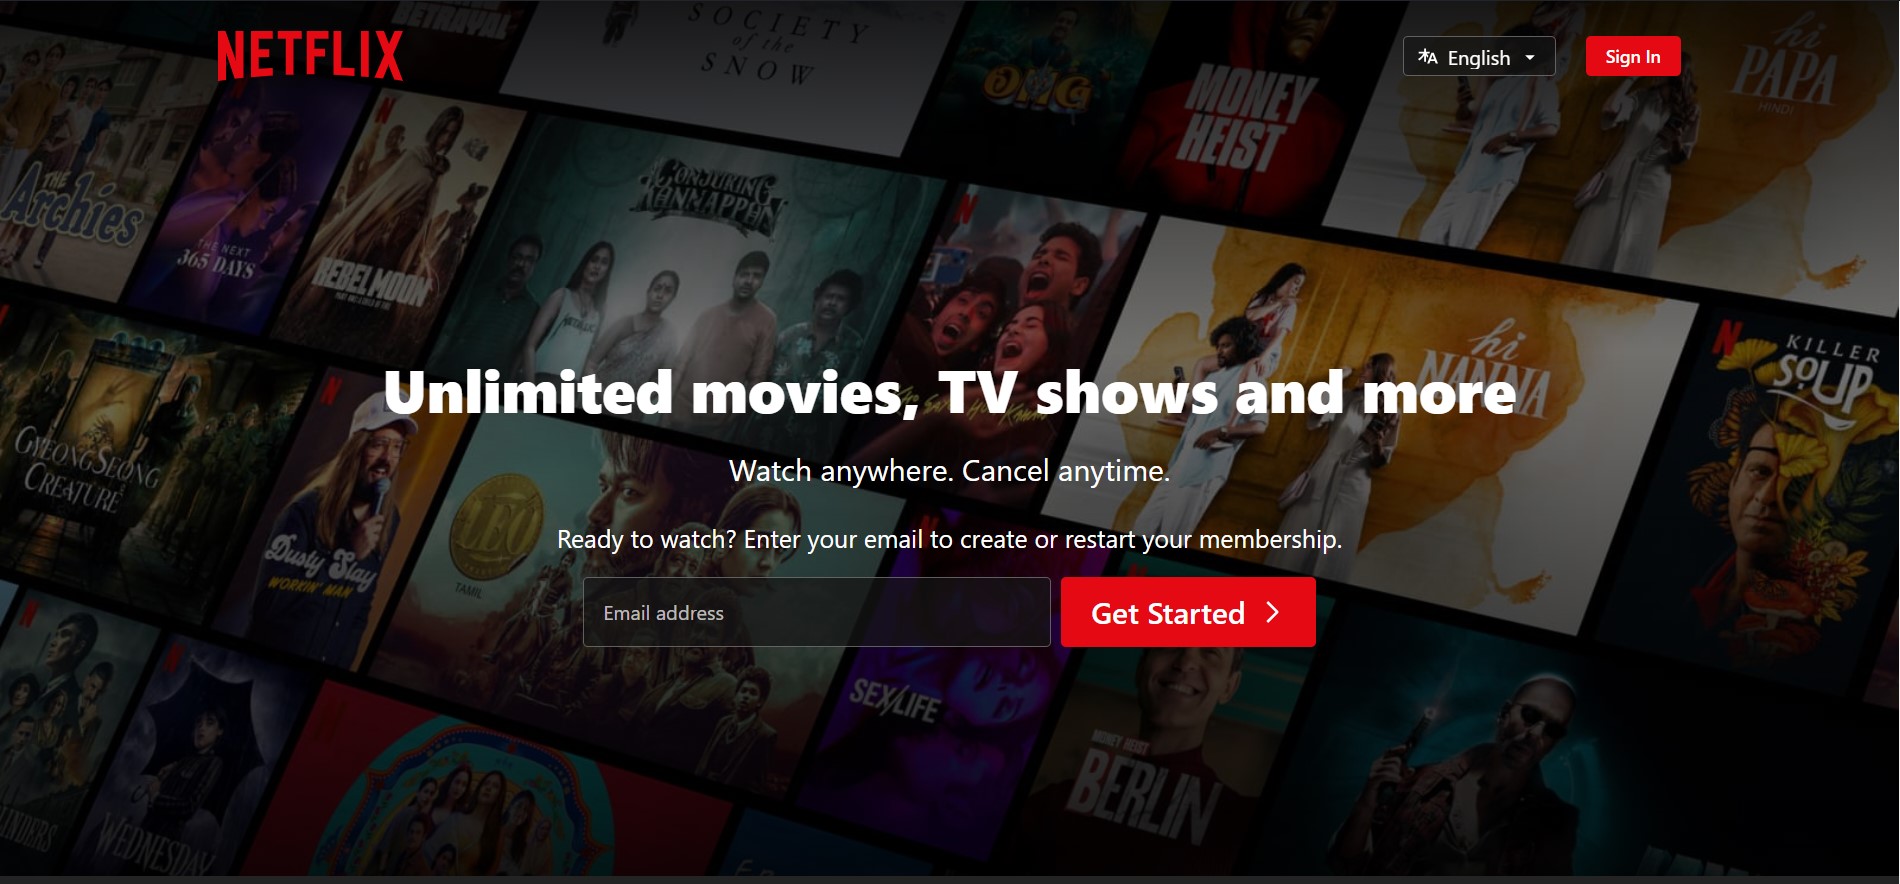 NETFLIX
English
Sign In
BETRAYAL
SOCIETY
of the
SNOW
OMG
MONEY
HEIST
hi
PAPA
HINDI
THE
Archies
THE NEXT
365 DAYS
REBEL MOON
CONJURING
KANNAPPAN
hi
NANNA
KILLER
SOUP
Unlimited movies, TV shows and more
Watch anywhere. Cancel anytime.
Ready to watch? Enter your email to create or restart your membership.
Email address
Get Started
GYEONGSEONG
CREATURE
Dusty Slay
WORKIN' MAN
LEO
TAMIL
SEX/LIFE
MONEY HEIST
BERLIN
WEDNESDAY